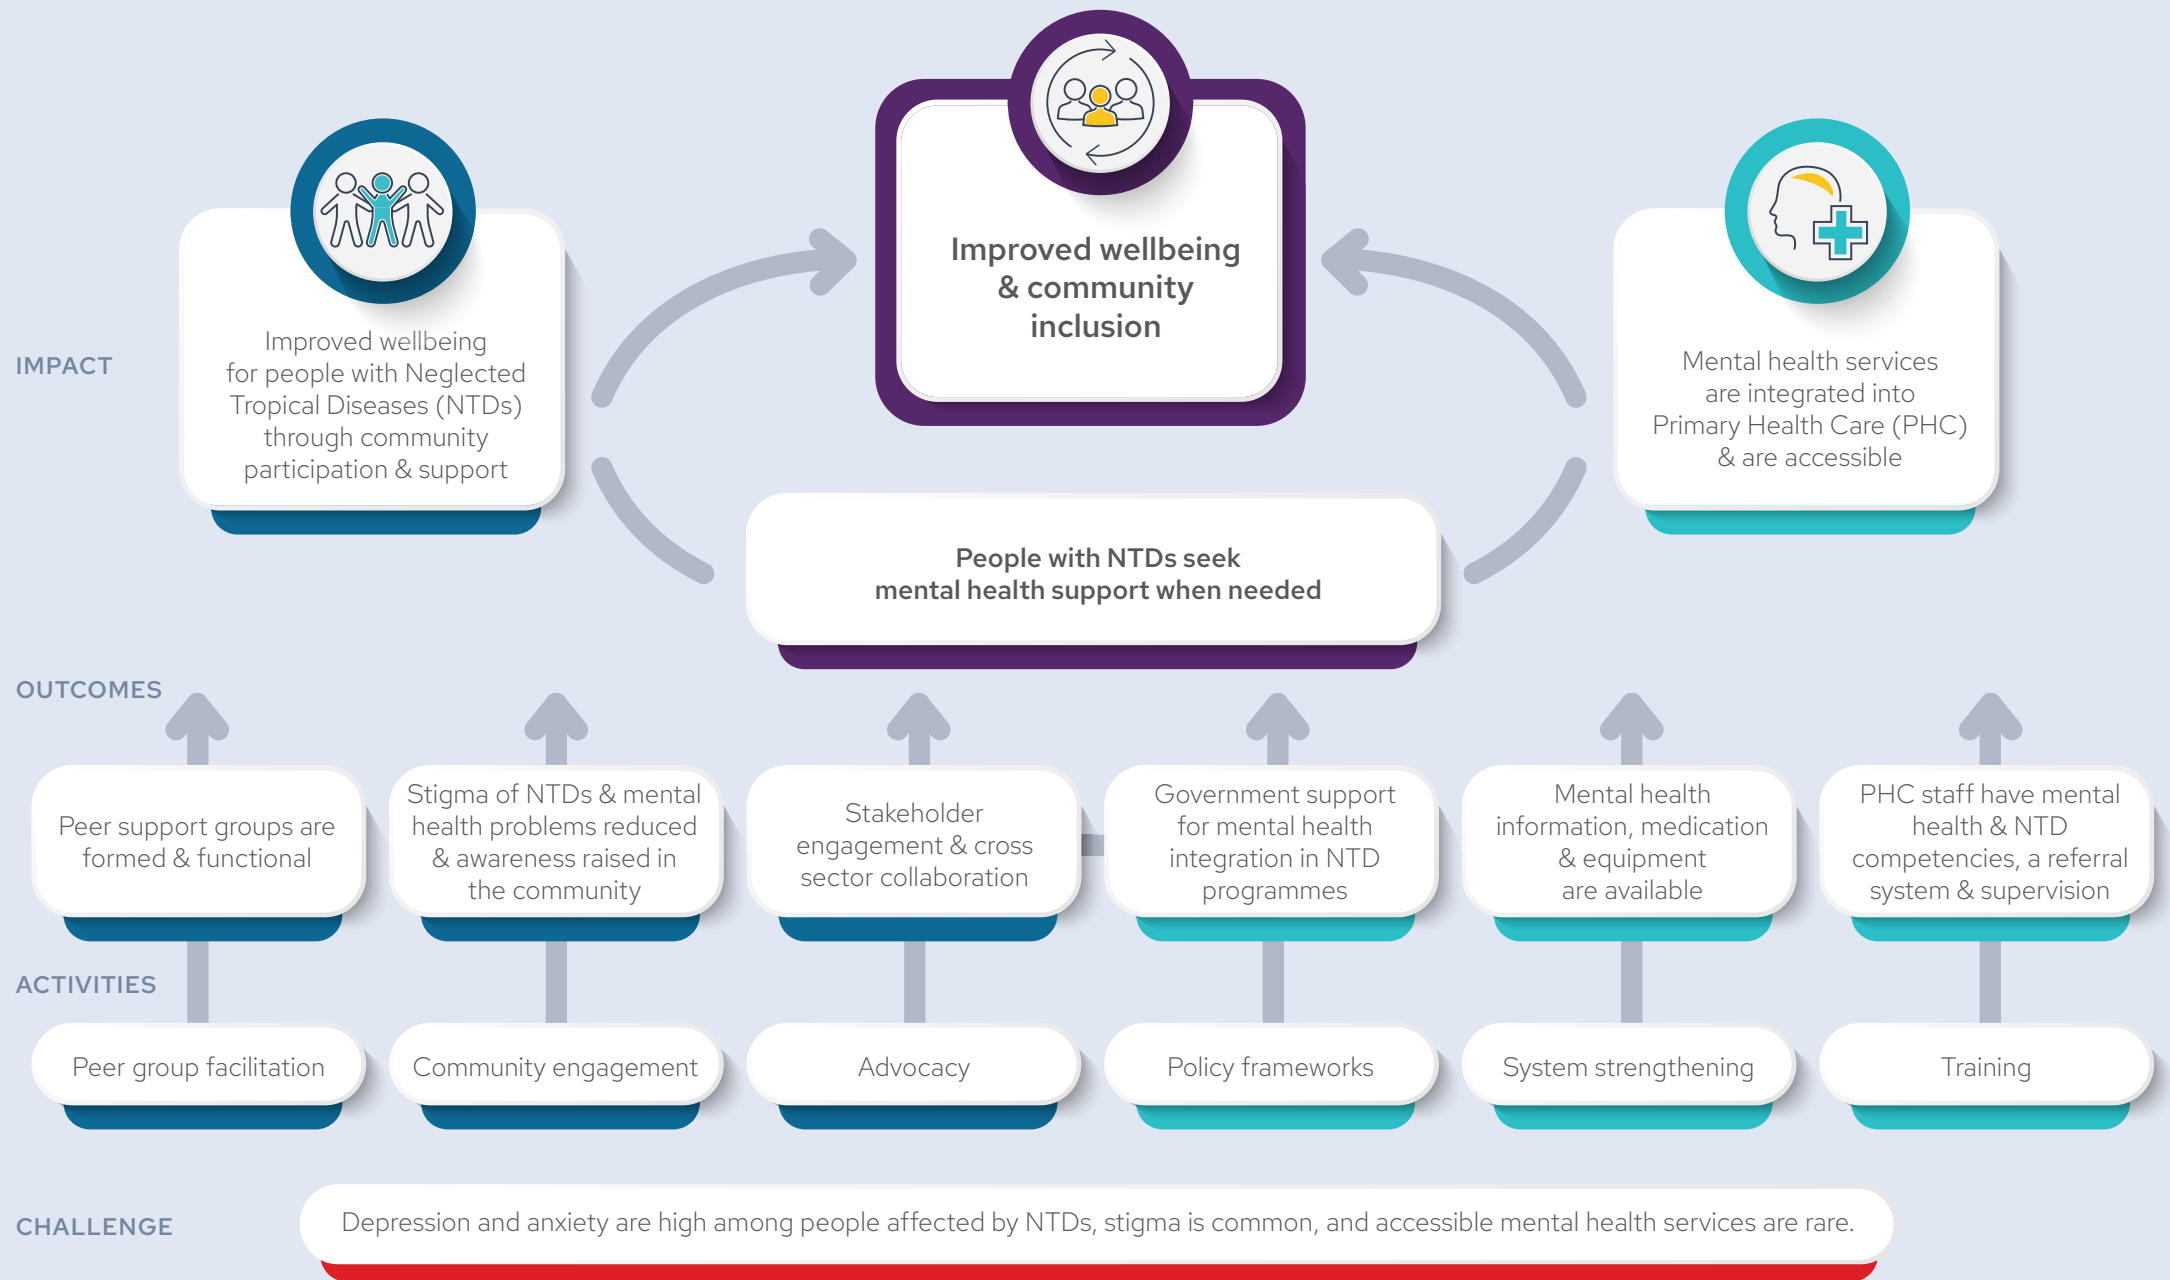 Improved wellbeing
& community
inclusion
IMPACT
Improved wellbeing
for people with Neglected
Tropical Diseases (NTDs)
through community
participation & support
Mental health services
are integrated into
Primary Health Care (PHC)
& are accessible
People with NTDs seek
mental health support when needed
OUTCOMES
Peer support groups are
formed & functional
Stigma of NTDs & mental
health problems reduced
& awareness raised in
the community
Stakeholder
engagement & cross
sector collaboration
Government support
for mental health
integration in NTD
programmes
Mental health
information, medication
& equipment
are available
PHC staff have mental
health & NTD
competencies, a referral
system & supervision
ACTIVITIES
Peer group facilitation
Community engagement
Advocacy
Policy frameworks
System strengthening
Training
CHALLENGE
Depression and anxiety are high among people affected by NTDs, stigma is common, and accessible mental health services are rare.